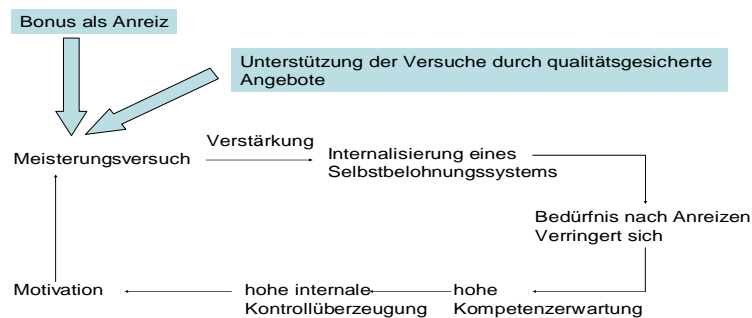 Bonus als Anreiz
Unterstützung der Versuche durch qualitätsgesicherte
Angebote
Verstärkung
Meisterungsversuch
Internalisierung eines
Selbstbelohnungssystems
Bedürfnis nach Anreizen
Verringert sich
Motivation
hohe internale
Kontrollüberzeugung
hohe
Kompetenzerwartung